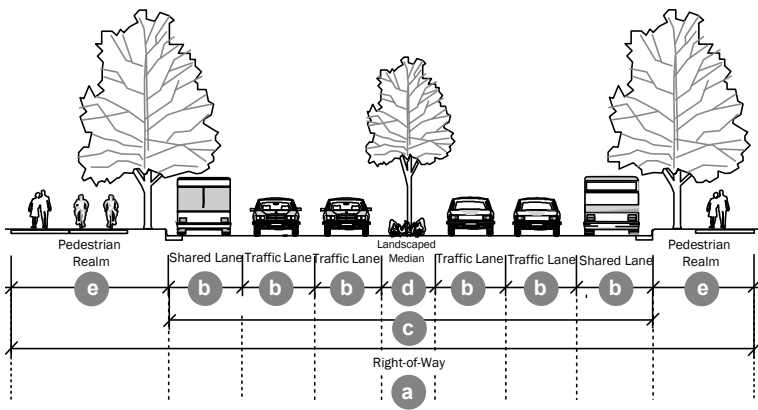 Pedestrian
Realm
Shared Lane
Traffic Lane
Traffic Lane
Landscaped
Median
Traffic Lane
Traffic Lane
Shared Lane
Pedestrian
Realm
e
b
b
b
d
b
b
b
e
c
Right-of-Way
a